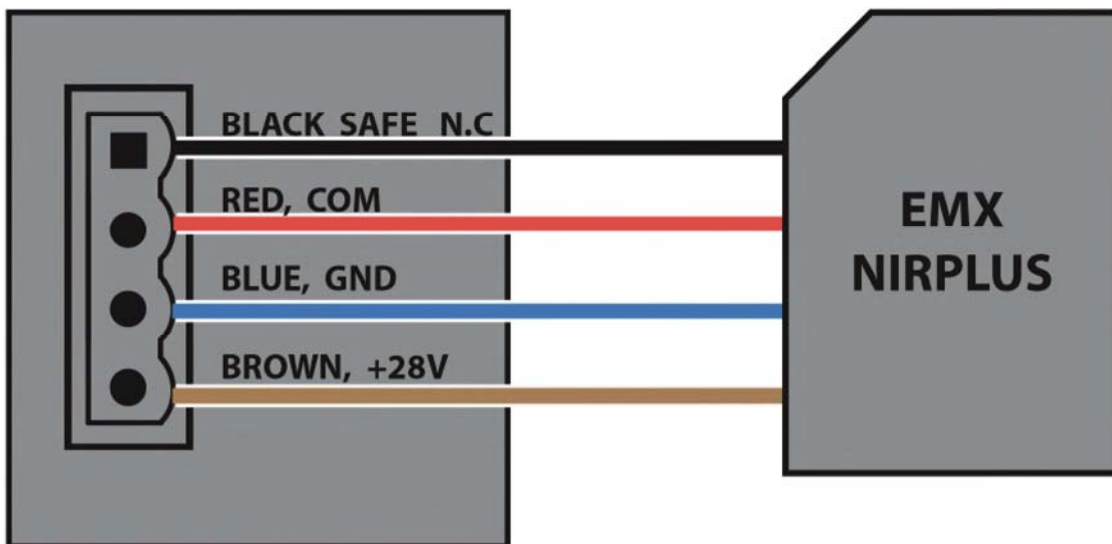 BLACK SAFE N.C
RED, COM
BLUE, GND
BROWN, +28V
EMX
NIRPLUS